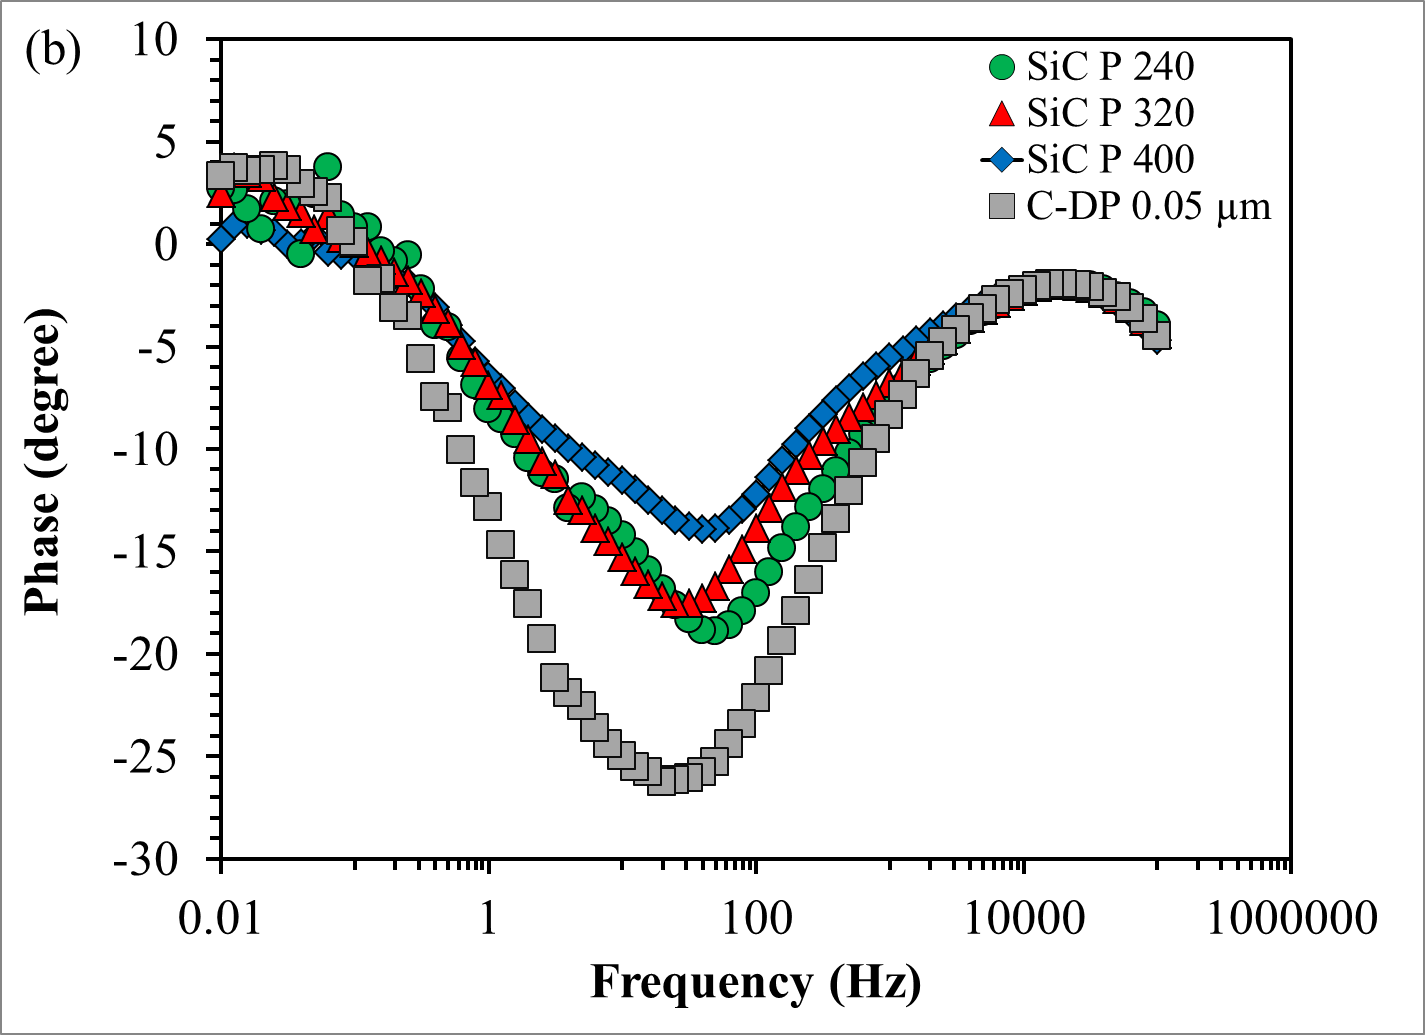 (b)
10
5
0
-5
-10
-15
-20
-25
-30
Phase (degree)
SiC P 240
SiC P 320
SiC P 400
C-DP 0.05 µm
0.01 1 100 10000 1000000
Frequency (Hz)